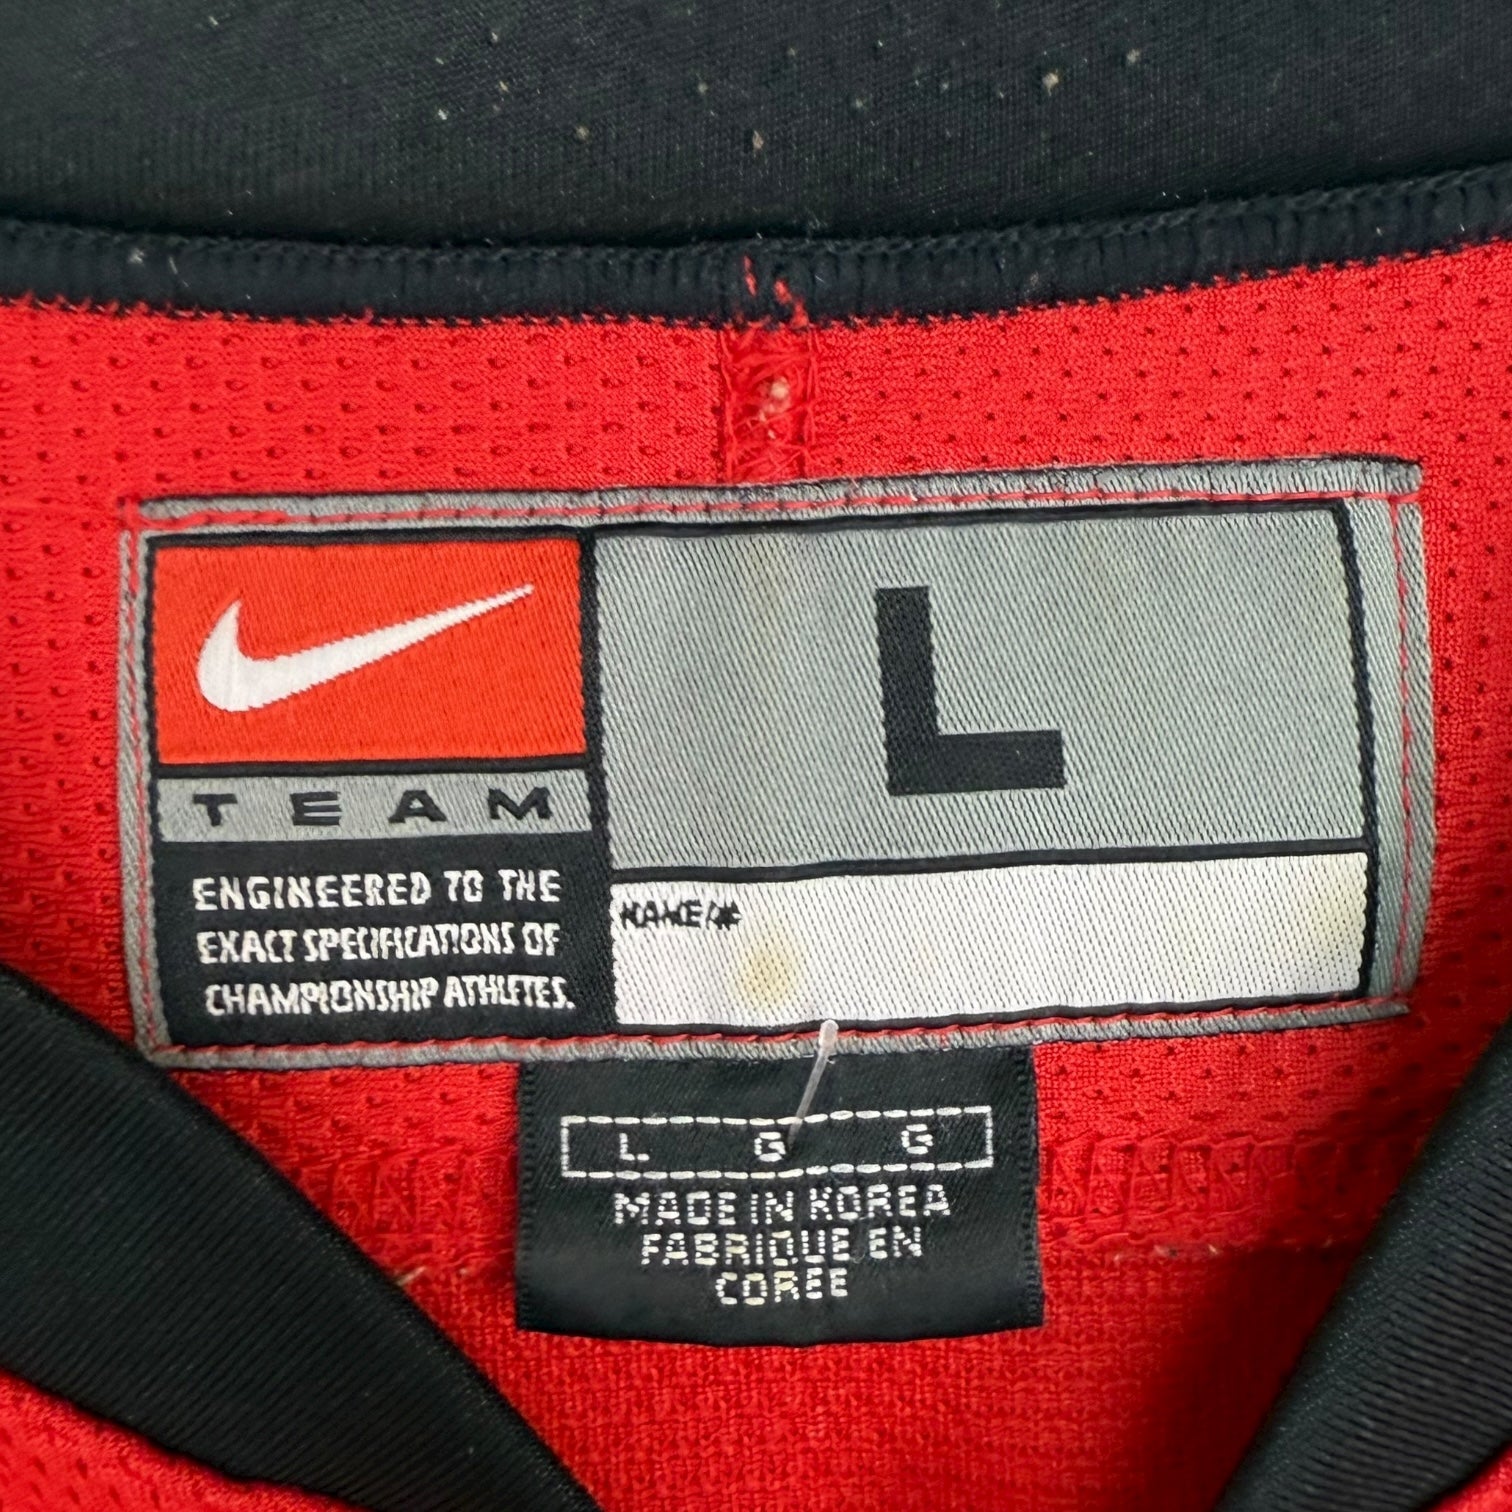 L
TEAM
ENGINEERED TO THE
EXACT SPECIFICATIONS OF
CHAMPIONSHIP ATHLETES.
NAME/#
L G G
MADE IN KOREA
FABRIQUE EN
COREE